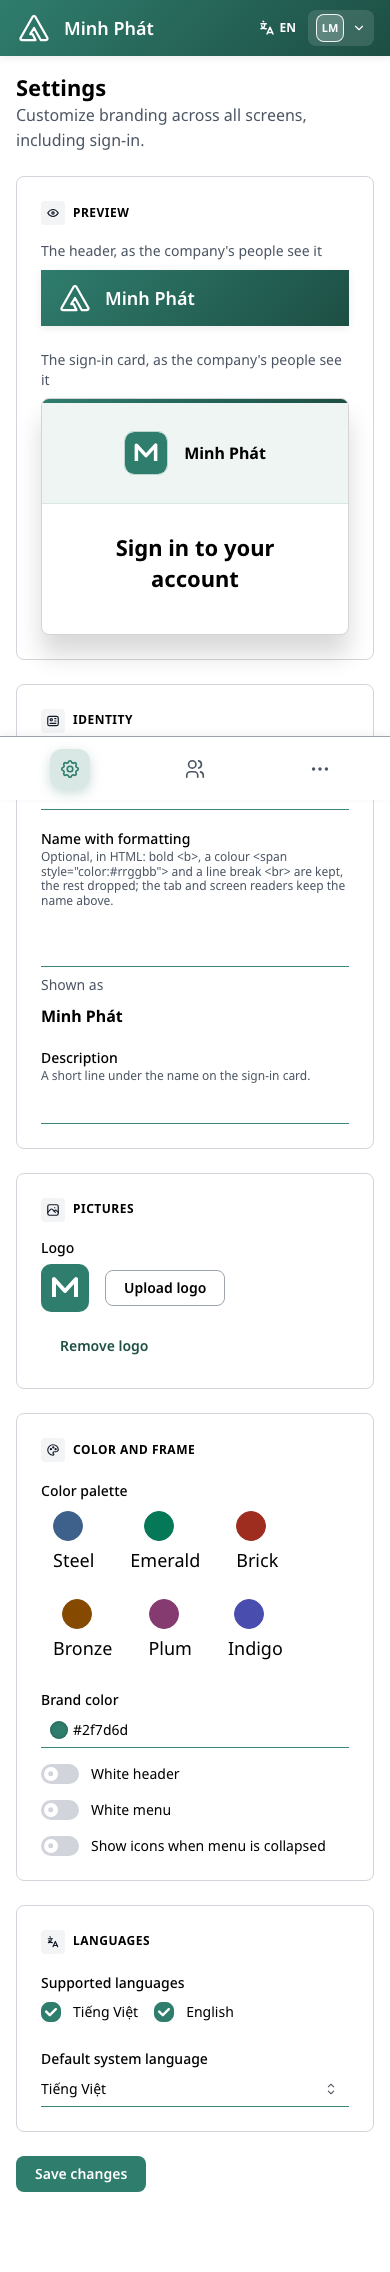 Minh Phát
EN
LM
Settings
Customize branding across all screens,
including sign-in.
PREVIEW
The header, as the company's people see it
Minh Phát
The sign-in card, as the company's people see
it
Minh Phát
Sign in to your
account
IDENTITY
Name with formatting
Optional, in HTML: bold <b>, a colour <span
style="color:#rrggbb"> and a line break <br> are kept,
the rest dropped; the tab and screen readers keep the
name above.
Shown as
Minh Phát
Description
A short line under the name on the sign-in card.
PICTURES
Logo
Upload logo
Remove logo
COLOR AND FRAME
Color palette
Steel
Emerald
Brick
Bronze
Plum
Indigo
Brand color
#2f7d6d
White header
White menu
Show icons when menu is collapsed
LANGUAGES
Supported languages
Tiếng Việt
English
Default system language
Tiếng Việt
Save changes